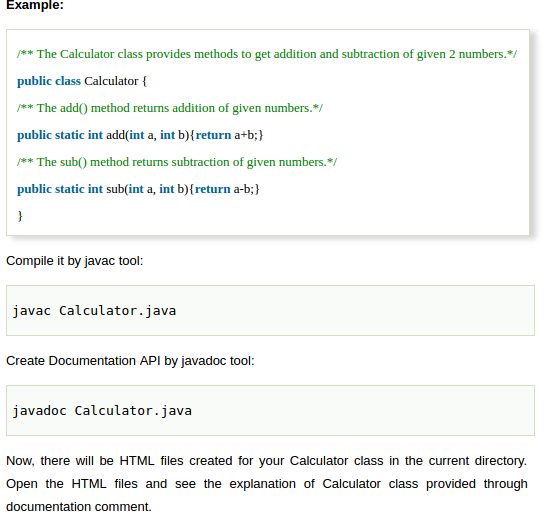 Example:
/** The Calculator class provides methods to get addition and subtraction of given 2 numbers.*/
public class Calculator {
/** The add() method returns addition of given numbers.*/
public static int add(int a, int b){return a+b;}
/** The sub() method returns subtraction of given numbers.*/
public static int sub(int a, int b){return a-b;}
}
Compile it by javac tool:
javac Calculator.java
Create Documentation API by javadoc tool:
javadoc Calculator.java
Now, there will be HTML files created for your Calculator class in the current directory.
Open the HTML files and see the explanation of Calculator class provided through
documentation comment.